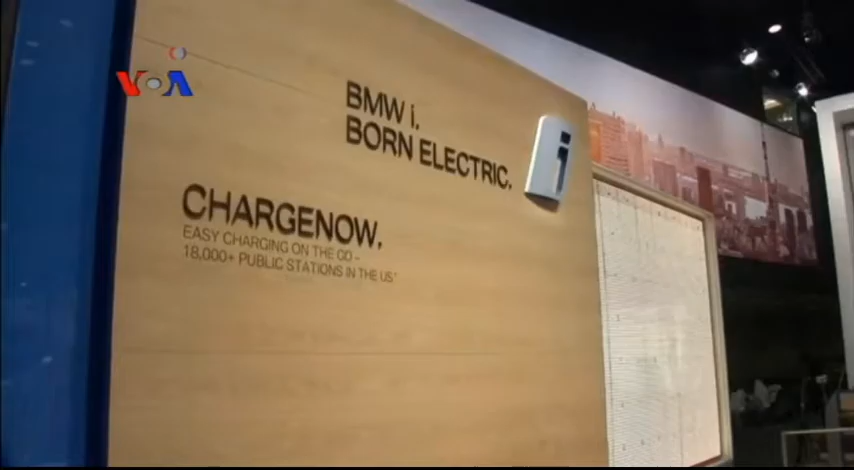 VOA
BMW i.
BORN ELECTRIC.
i
CHARGENOW.
EASY CHARGING ON THE GO –
18,000+ PUBLIC STATIONS IN THE US*